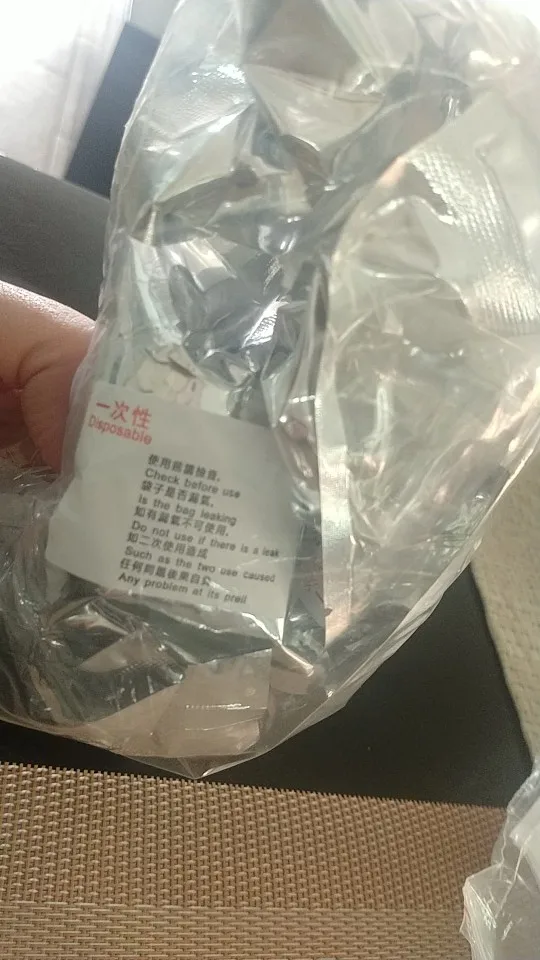 一次性
Disposable
使用前請檢查,
Check before use
袋子是否漏氣,
Is the bag leaking
如有漏氣不可使用,
Do not use if there is a leak
如二次使用造成
Such as the two use caused
任何問題後果自负
Any problem at its preil